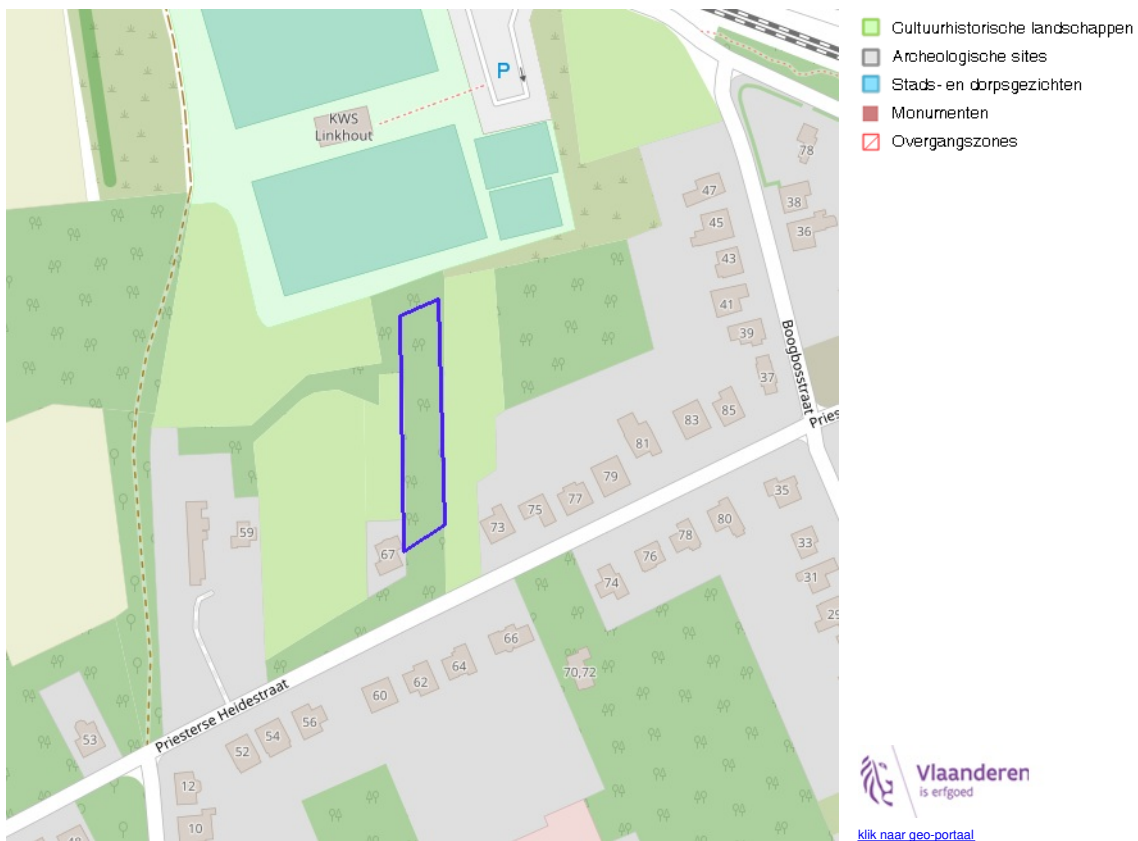 P
KWS
Linkhout
78
47
38
45
36
43
41
39
37
Boogbosstraat
85
83
81
79
77
75
73
67
59
35
80
78
76
74
33
31
66
64
62
60
70,72
56
54
52
53
12
10
Priesterse Heidestraat
Cultuurhistorische landschappen
Archeologische sites
Stads- en dorpsgezichten
Monumenten
Overgangszones
Vlaanderen
is erfgoed
klik naar geo-portaal